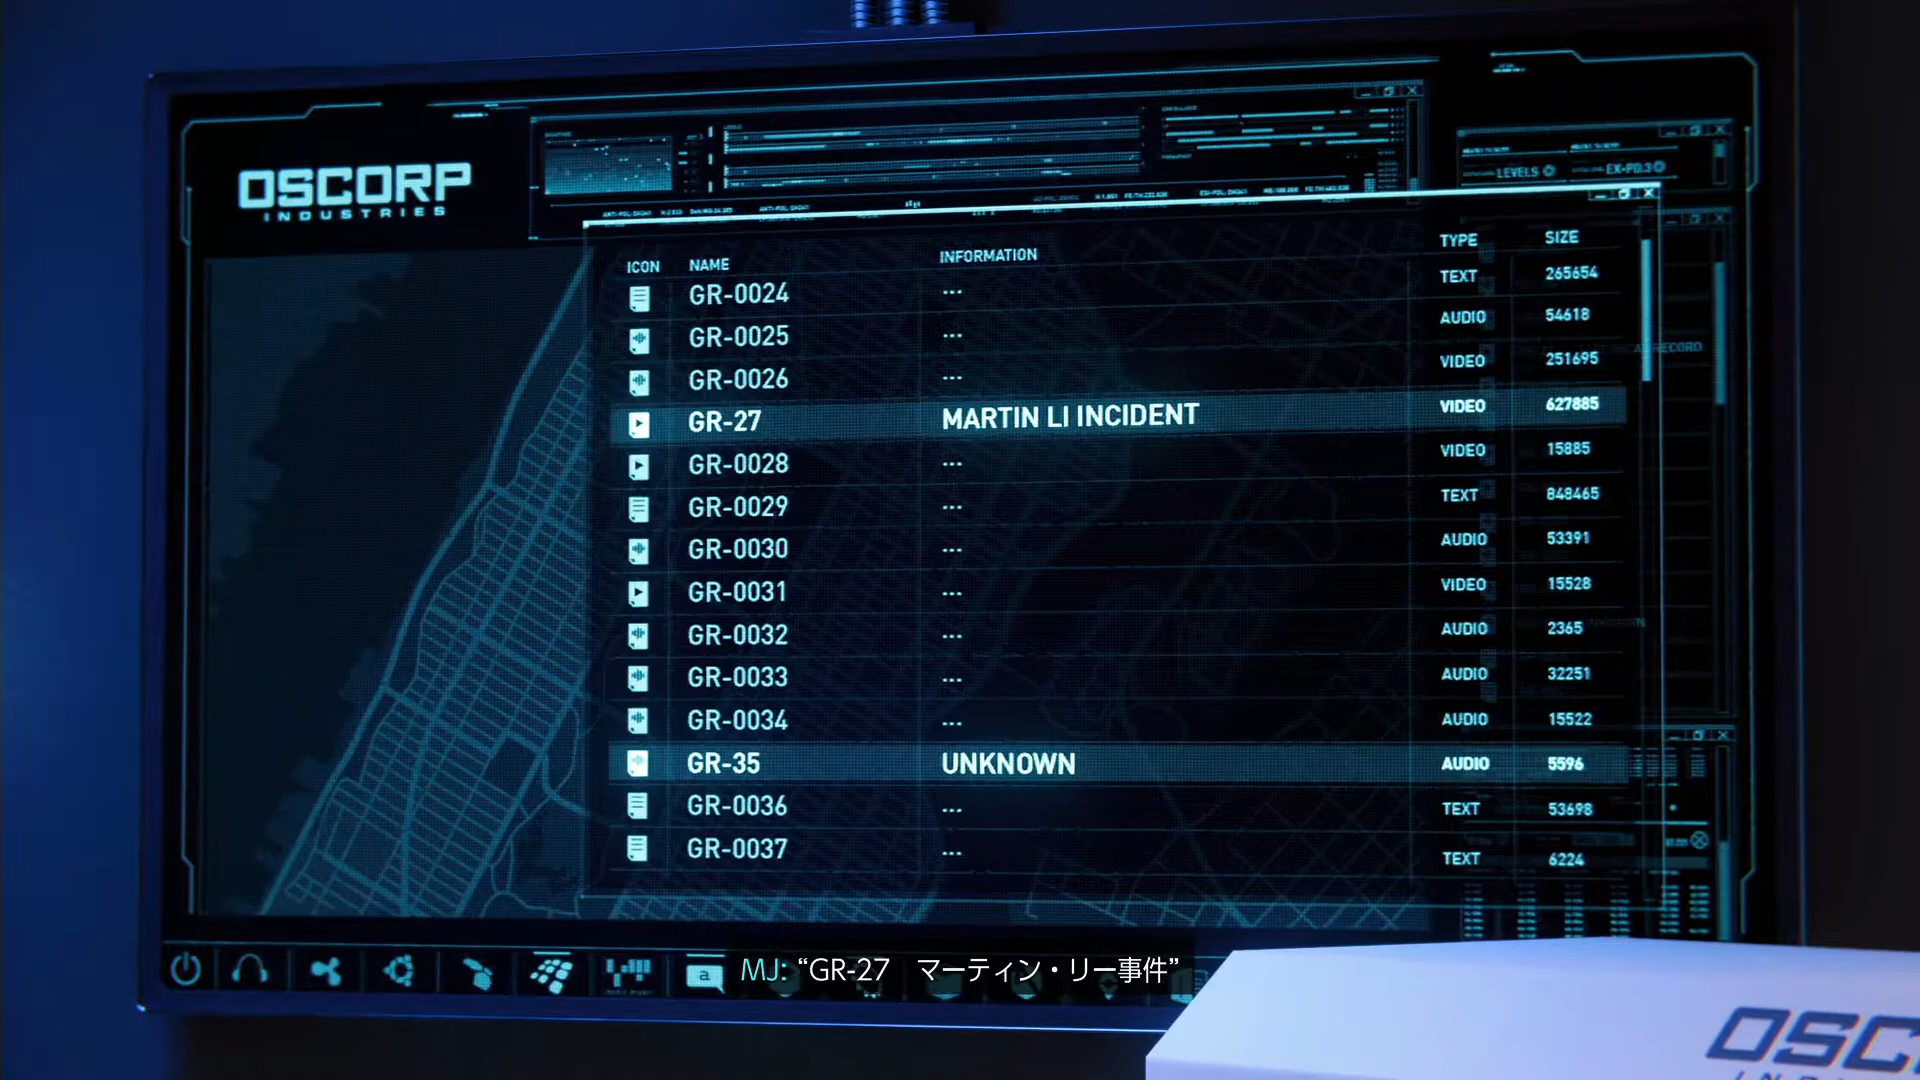 OSCORP
INDUSTRIES
LEVELS
EX-PD.3
ICON NAME INFORMATION TYPE SIZE
GR-0024 --- TEXT 265654
GR-0025 --- AUDIO 54618
GR-0026 --- VIDEO 251695
GR-27 MARTIN LI INCIDENT VIDEO 627885
GR-0028 --- VIDEO 15885
GR-0029 --- TEXT 848465
GR-0030 --- AUDIO 53391
GR-0031 --- VIDEO 15528
GR-0032 --- AUDIO 2365
GR-0033 --- AUDIO 32251
GR-0034 --- AUDIO 15522
GR-35 UNKNOWN AUDIO 5596
GR-0036 --- TEXT 53698
GR-0037 --- TEXT 6224
RECORD
a
MJ: “GR-27　マーティン・リー事件”
OSC